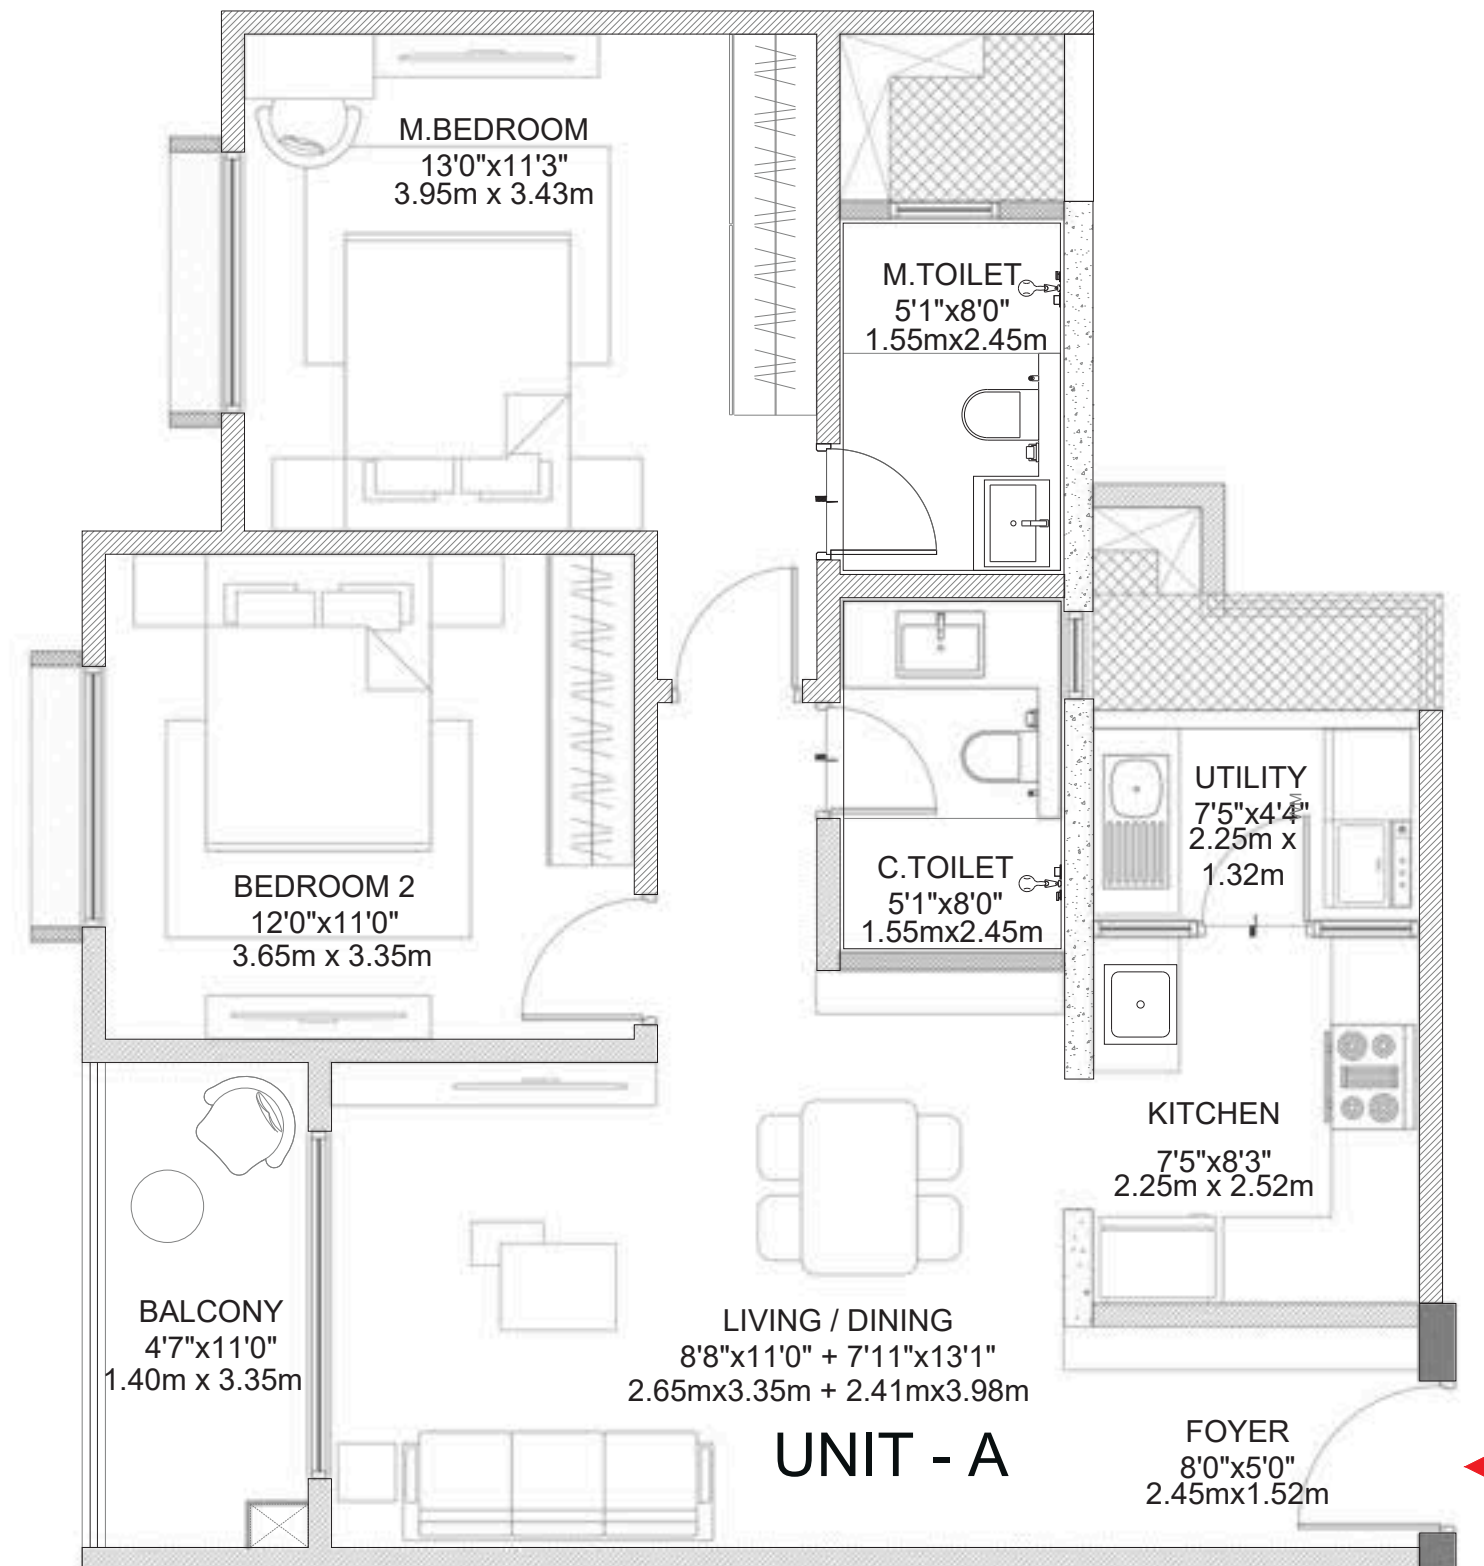 M.BEDROOM
13'0"x11'3"
3.95m x 3.43m
M.TOILET
5'1"x8'0"
1.55mx2.45m
UTILITY
7'5"x4'4"
2.25m x
1.32m
WM
C.TOILET
5'1"x8'0"
1.55mx2.45m
BEDROOM 2
12'0"x11'0"
3.65m x 3.35m
KITCHEN
7'5"x8'3"
2.25m x 2.52m
BALCONY
4'7"x11'0"
1.40m x 3.35m
LIVING / DINING
8'8"x11'0" + 7'11"x13'1"
2.65mx3.35m + 2.41mx3.98m
UNIT - A
FOYER
8'0"x5'0"
2.45mx1.52m